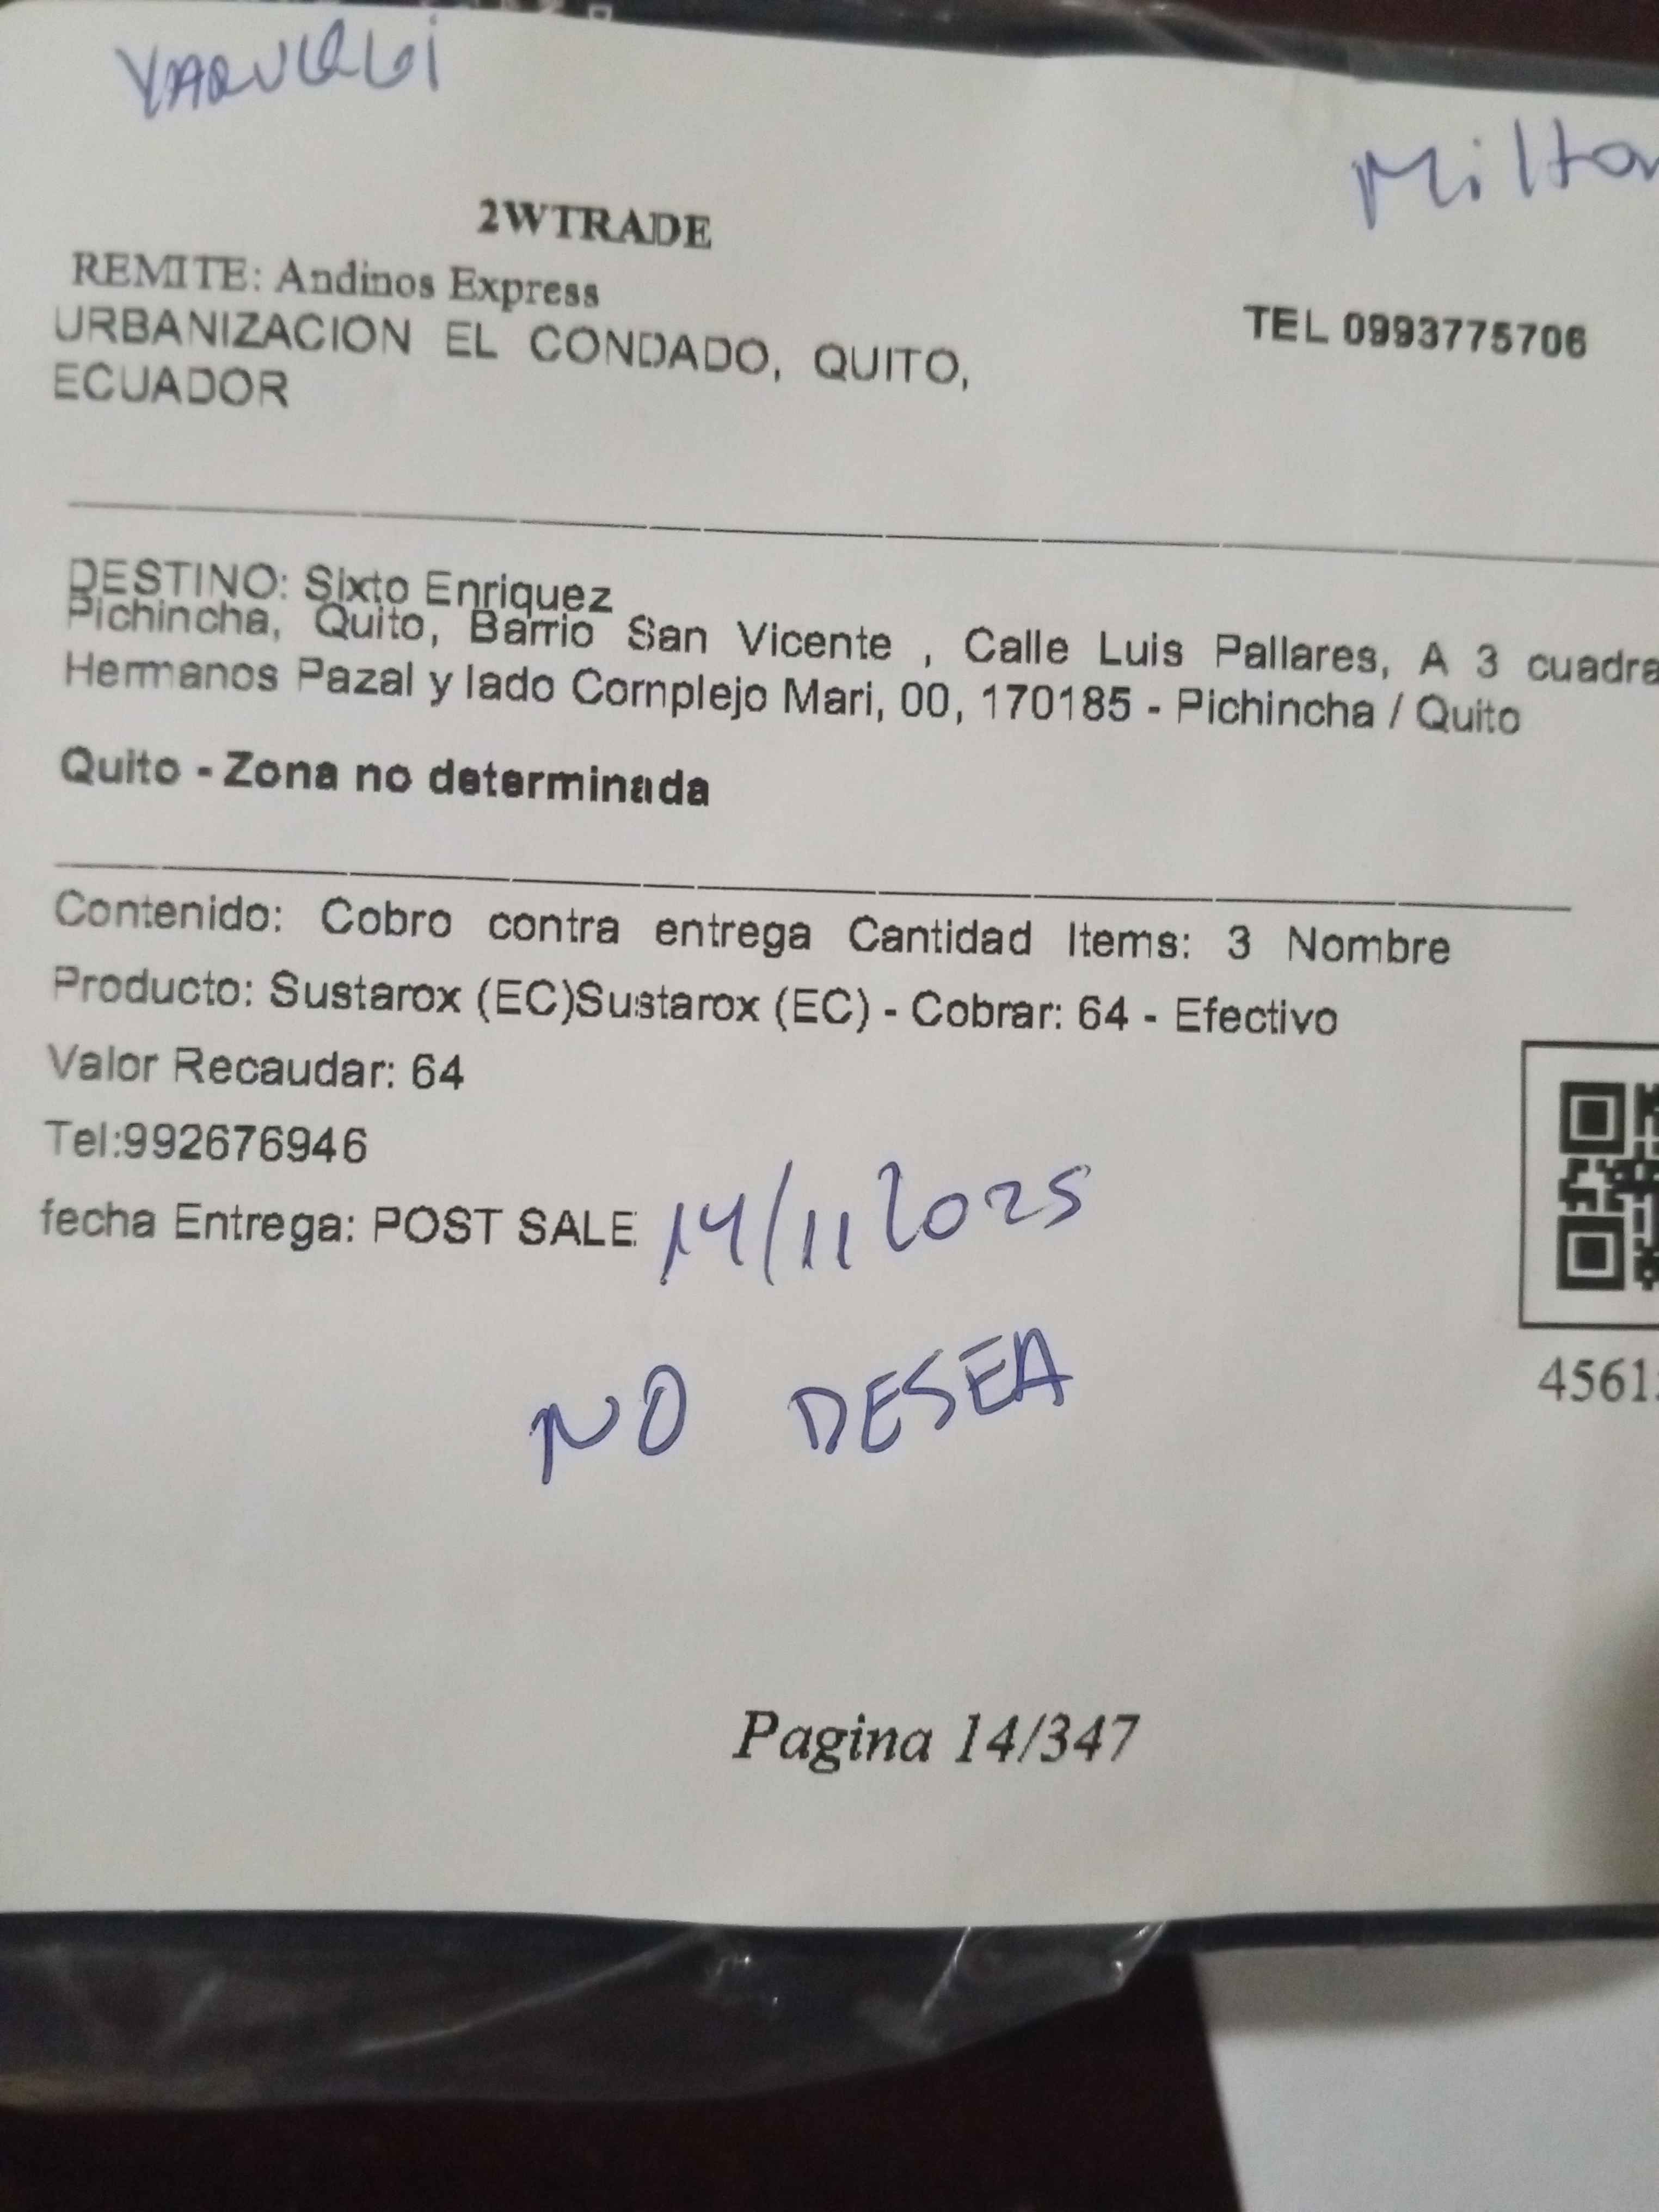 YARUQUI
Milton
2WTRADE
REMITE: Andinos Express
URBANIZACION EL CONDADO, QUITO,
ECUADOR
TEL 0993775706
DESTINO: Sixto Enriquez
Pichincha, Quito, Barrio San Vicente , Calle Luis Pallares, A 3 cuadra
Hermanos Pazal y lado Complejo Mari, 00, 170185 - Pichincha / Quito
Quito - Zona no determinada
Contenido: Cobro contra entrega Cantidad Items: 3 Nombre
Producto: Sustarox (EC)Sustarox (EC) - Cobrar: 64 - Efectivo
Valor Recaudar: 64
Tel:992676946
fecha Entrega: POST SALE 14/11 2025
4561
NO DESEA
Pagina 14/347